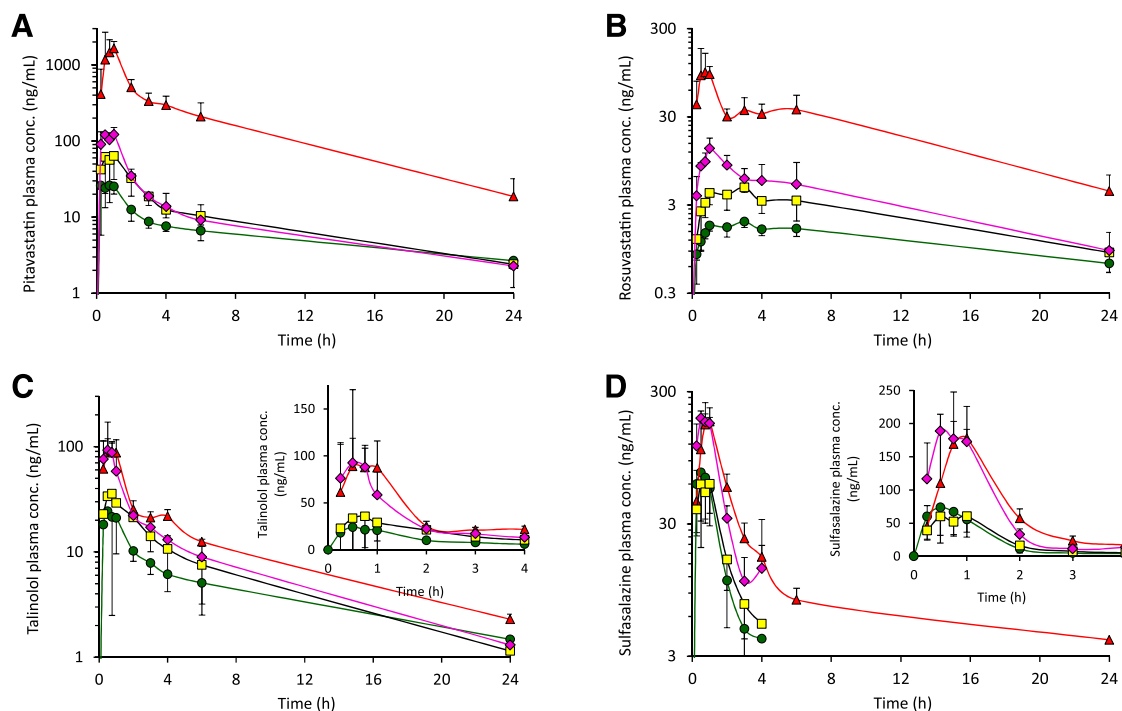 A
Pitavastatin plasma conc. (ng/mL)
1000
100
10
1
0 4 8 12 16 20 24
Time (h)
B
Rosuvastatin plasma conc. (ng/mL)
300
30
3
0.3
0 4 8 12 16 20 24
Time (h)
C
Talinolol plasma conc. (ng/mL)
100
10
1
0 4 8 12 16 20 24
Time (h)
Talinolol plasma conc.
(ng/mL)
150
100
50
0
0 1 2 3 4
Time (h)
D
Sulfasalazine plasma conc. (ng/mL)
300
30
3
0 4 8 12 16 20 24
Time (h)
Sulfasalazine plasma conc.
(ng/mL)
250
200
150
100
50
0
0 1 2 3
Time (h)